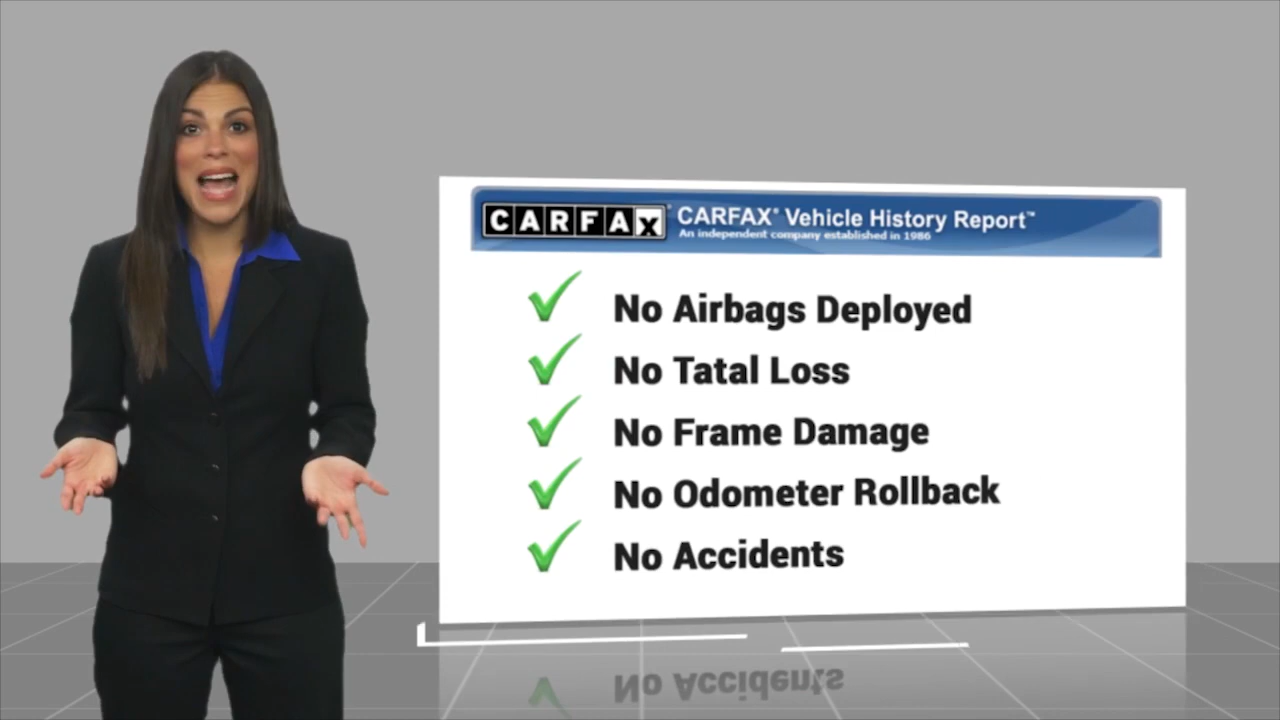 CARFAX CARFAX® Vehicle History Report™
An independent company established in 1986
No Airbags Deployed
No Tatal Loss
No Frame Damage
No Odometer Rollback
No Accidents
No Accidents